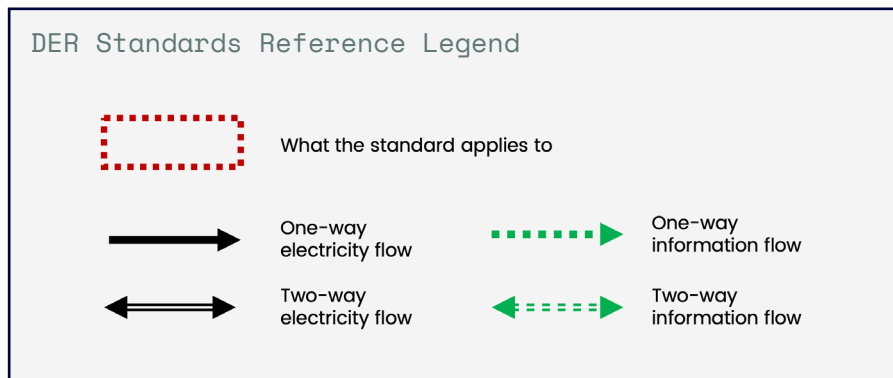 DER Standards Reference Legend
What the standard applies to
One-way
electricity flow
One-way
information flow
Two-way
electricity flow
Two-way
information flow